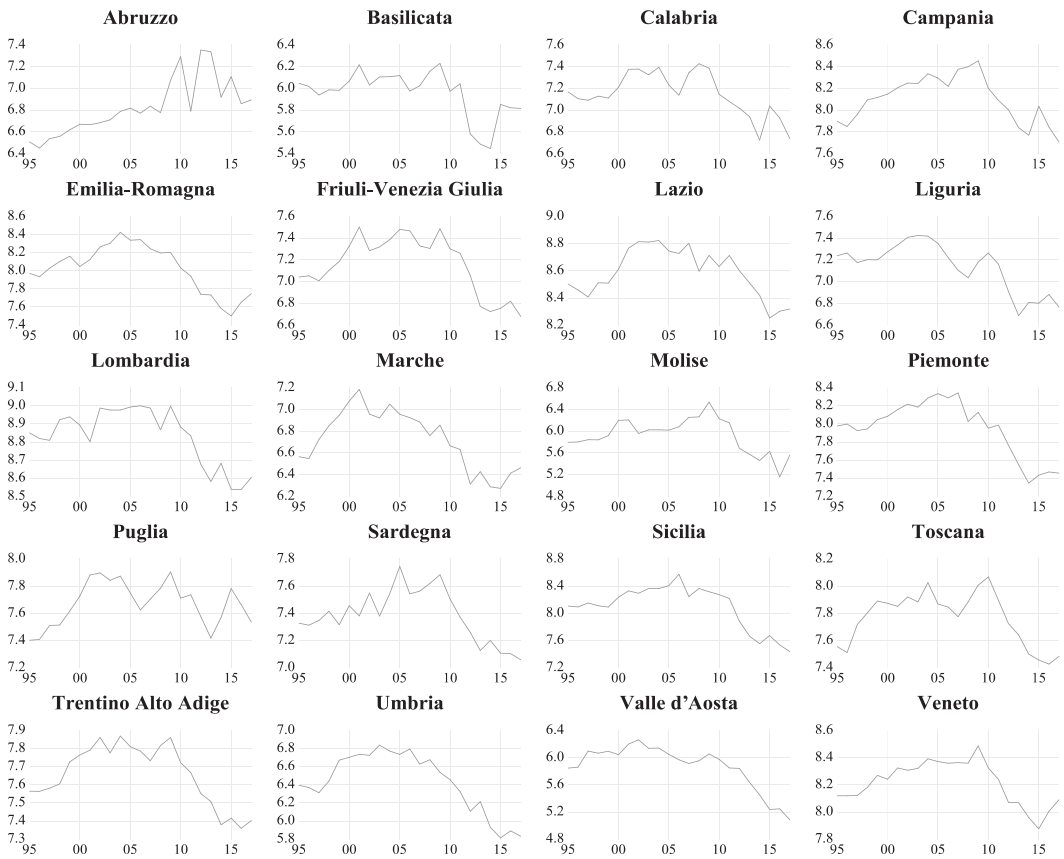 Abruzzo
7.4
7.2
7.0
6.8
6.6
6.4
95 00 05 10 15
Basilicata
6.4
6.2
6.0
5.8
5.6
5.4
95 00 05 10 15
Calabria
7.6
7.4
7.2
7.0
6.8
6.6
95 00 05 10 15
Campania
8.6
8.4
8.2
8.0
7.8
7.6
95 00 05 10 15
Emilia-Romagna
8.6
8.4
8.2
8.0
7.8
7.6
7.4
95 00 05 10 15
Friuli-Venezia Giulia
7.6
7.4
7.2
7.0
6.8
6.6
95 00 05 10 15
Lazio
9.0
8.8
8.6
8.4
8.2
95 00 05 10 15
Liguria
7.6
7.4
7.2
7.0
6.8
6.6
95 00 05 10 15
Lombardia
9.1
9.0
8.9
8.8
8.7
8.6
8.5
95 00 05 10 15
Marche
7.2
7.0
6.8
6.6
6.4
6.2
95 00 05 10 15
Molise
6.8
6.4
6.0
5.6
5.2
4.8
95 00 05 10 15
Piemonte
8.4
8.2
8.0
7.8
7.6
7.4
7.2
95 00 05 10 15
Puglia
8.0
7.8
7.6
7.4
7.2
95 00 05 10 15
Sardegna
7.8
7.6
7.4
7.2
7.0
95 00 05 10 15
Sicilia
8.8
8.4
8.0
7.6
7.2
6.8
95 00 05 10 15
Toscana
8.2
8.0
7.8
7.6
7.4
95 00 05 10 15
Trentino Alto Adige
7.9
7.8
7.7
7.6
7.5
7.4
7.3
95 00 05 10 15
Umbria
7.0
6.8
6.6
6.4
6.2
6.0
5.8
95 00 05 10 15
Valle d’Aosta
6.4
6.0
5.6
5.2
4.8
95 00 05 10 15
Veneto
8.6
8.4
8.2
8.0
7.8
95 00 05 10 15